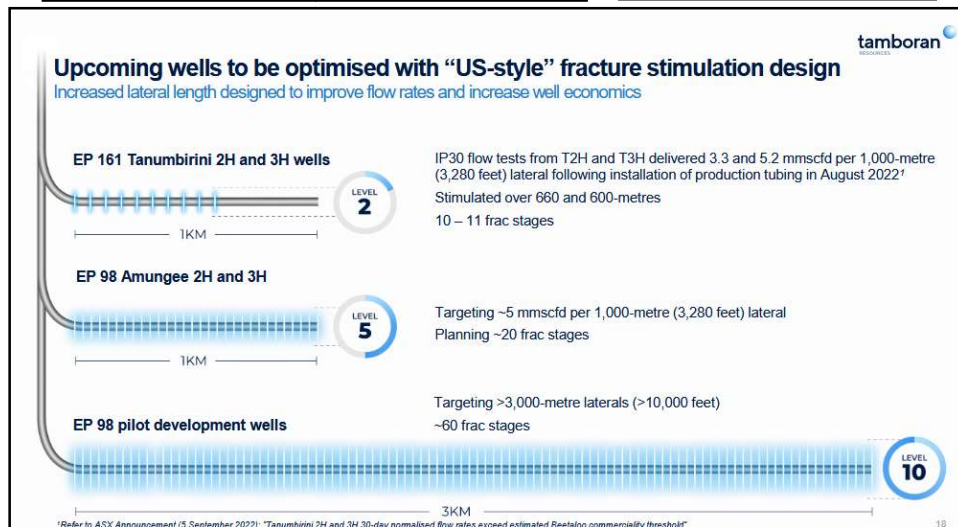 tamboran
RESOURCES
Upcoming wells to be optimised with “US-style” fracture stimulation design
Increased lateral length designed to improve flow rates and increase well economics
EP 161 Tanumbirini 2H and 3H wells
LEVEL
2
1KM
IP30 flow tests from T2H and T3H delivered 3.3 and 5.2 mmscfd per 1,000-metre
(3,280 feet) lateral following installation of production tubing in August 2022¹
Stimulated over 660 and 600-metres
10 – 11 frac stages
EP 98 Amungee 2H and 3H
LEVEL
5
1KM
Targeting ~5 mmscfd per 1,000-metre (3,280 feet) lateral
Planning ~20 frac stages
EP 98 pilot development wells
Targeting >3,000-metre laterals (>10,000 feet)
~60 frac stages
LEVEL
10
3KM
¹Refer to ASX Announcement (5 September 2022): "Tanumbirini 2H and 3H 30-day normalised flow rates exceed estimated Beetaloo commerciality threshold"
18